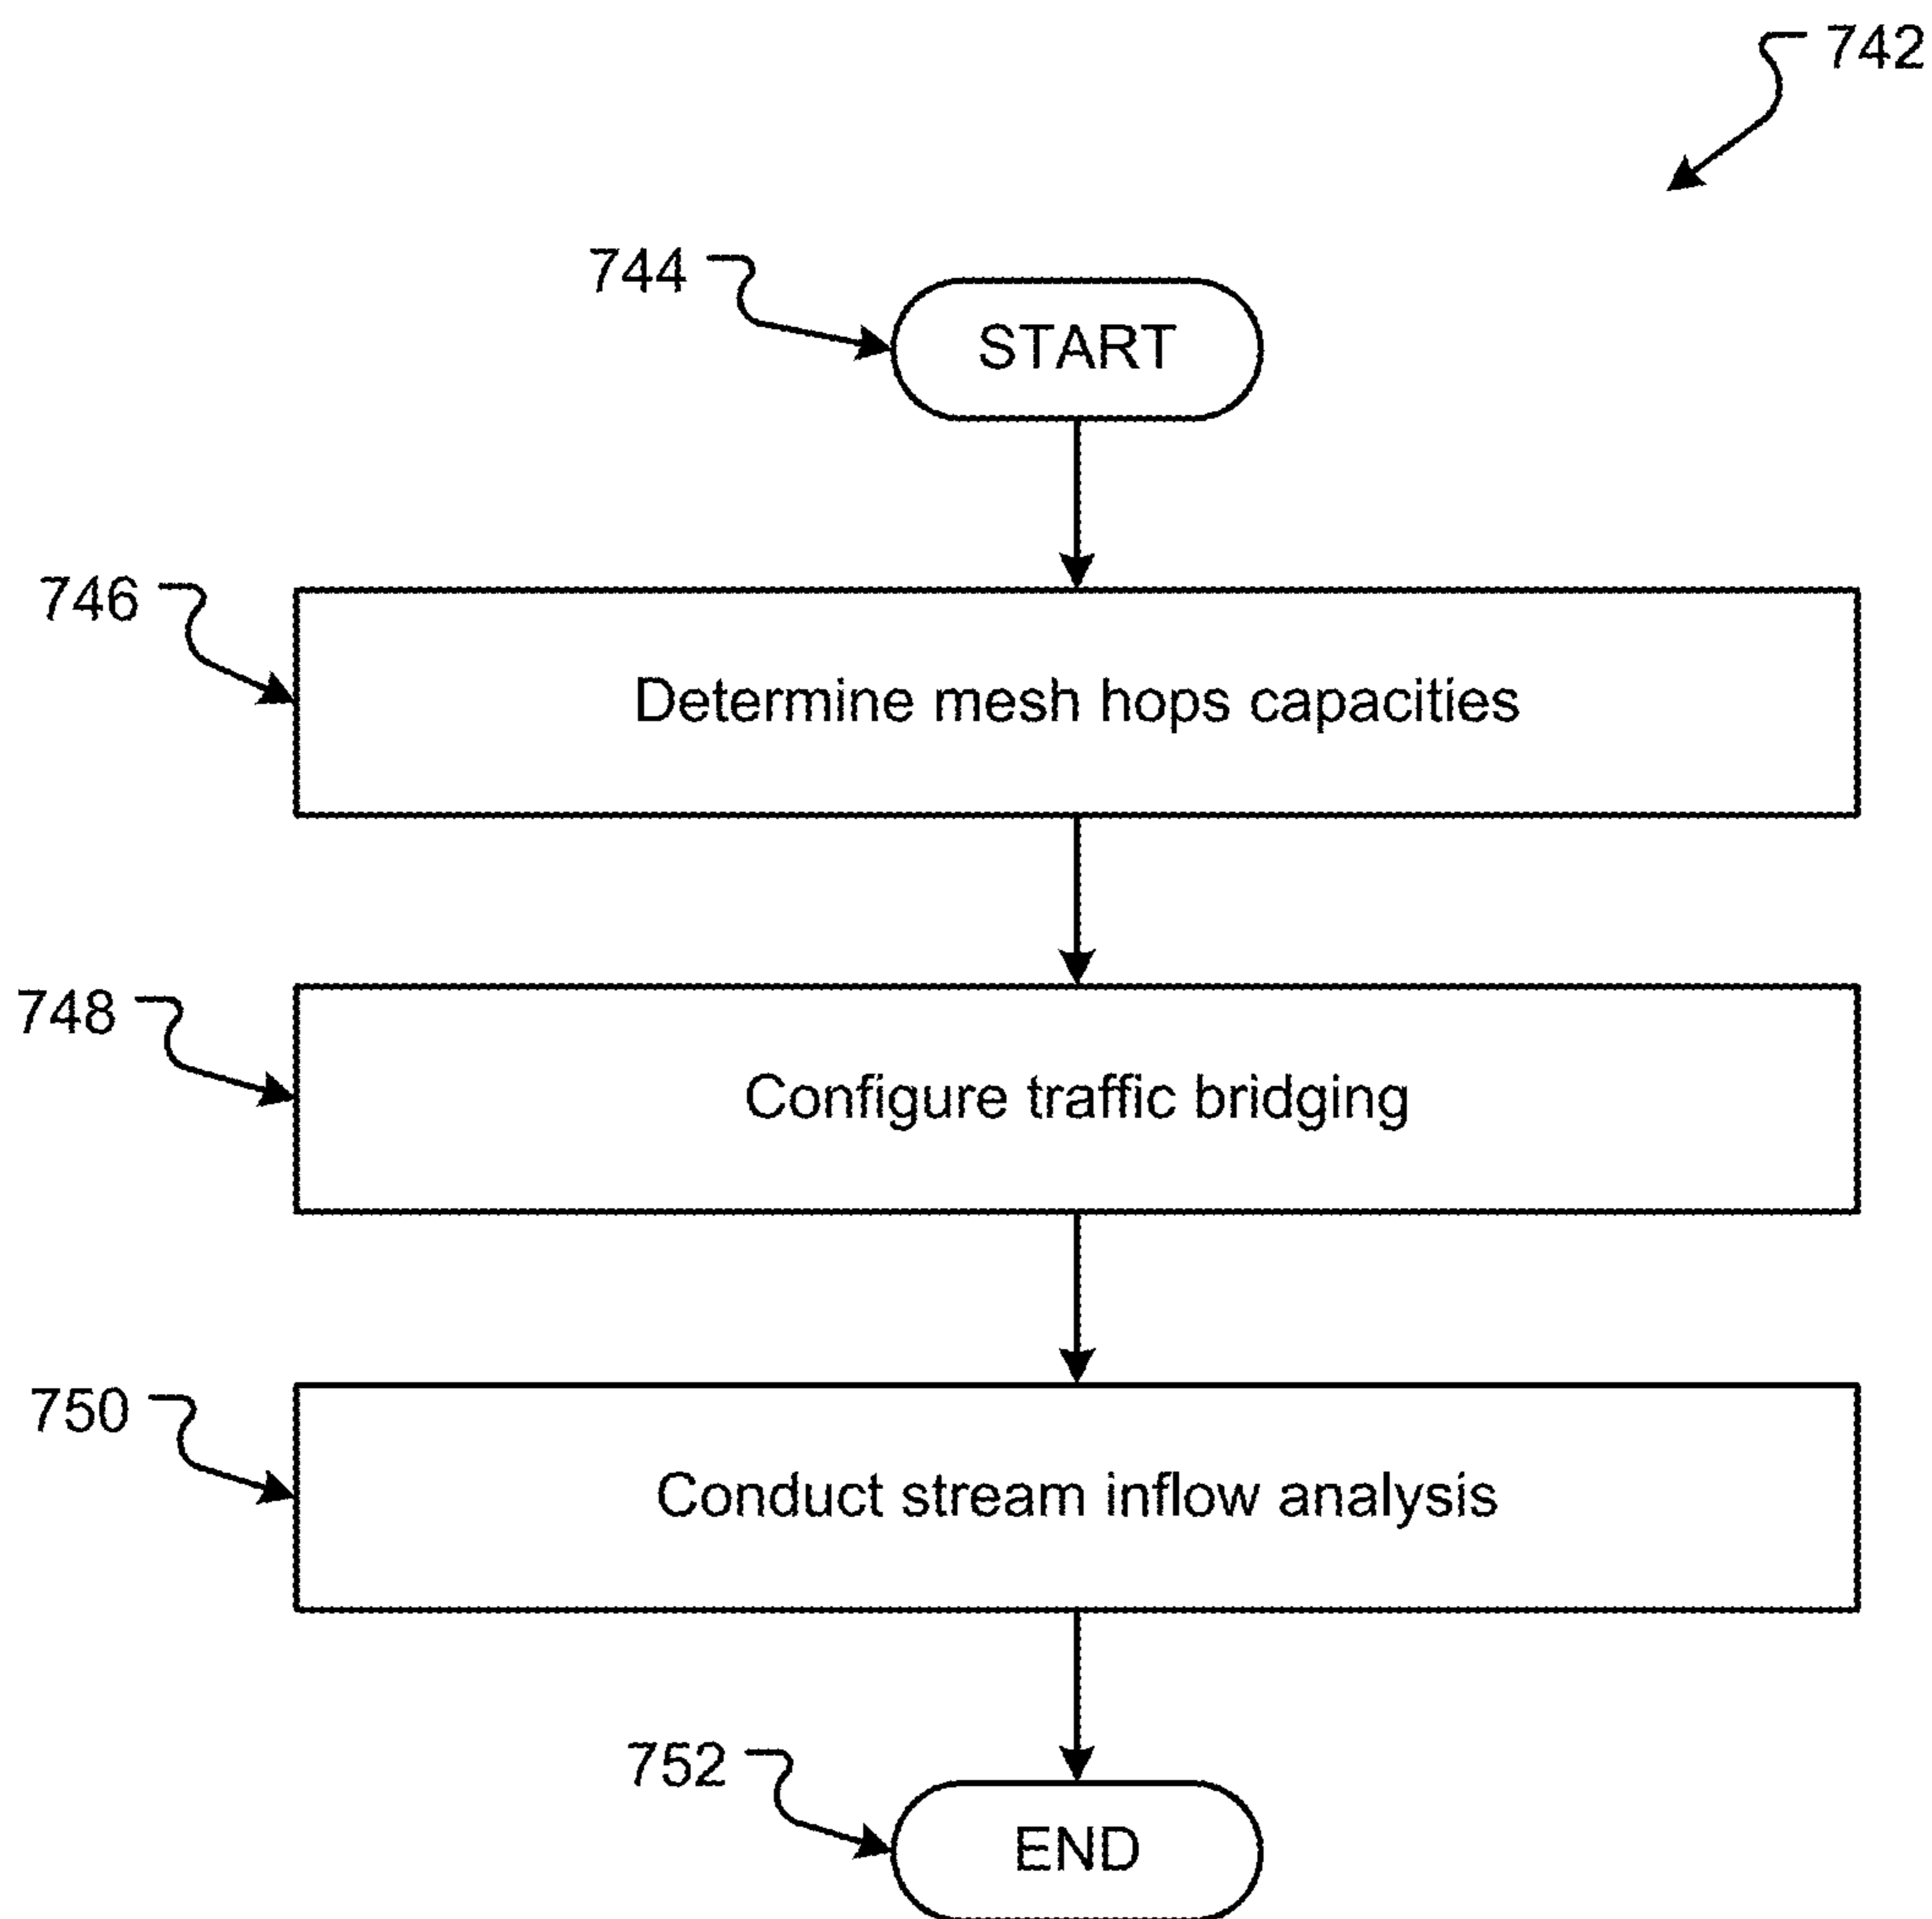 742
744
START
746
Determine mesh hops capacities
748
Configure traffic bridging
750
Conduct stream inflow analysis
752
END